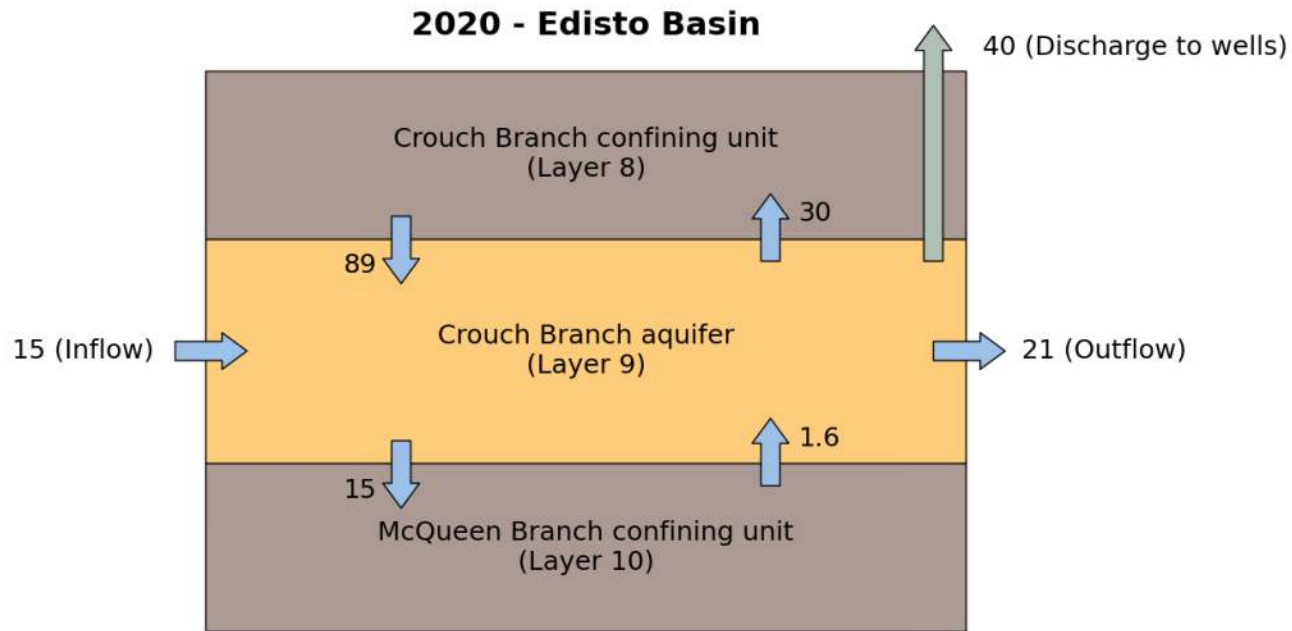 2020 - Edisto Basin
40 (Discharge to wells)
Crouch Branch confining unit
(Layer 8)
30
89
Crouch Branch aquifer
(Layer 9)
15 (Inflow)
21 (Outflow)
1.6
15
McQueen Branch confining unit
(Layer 10)